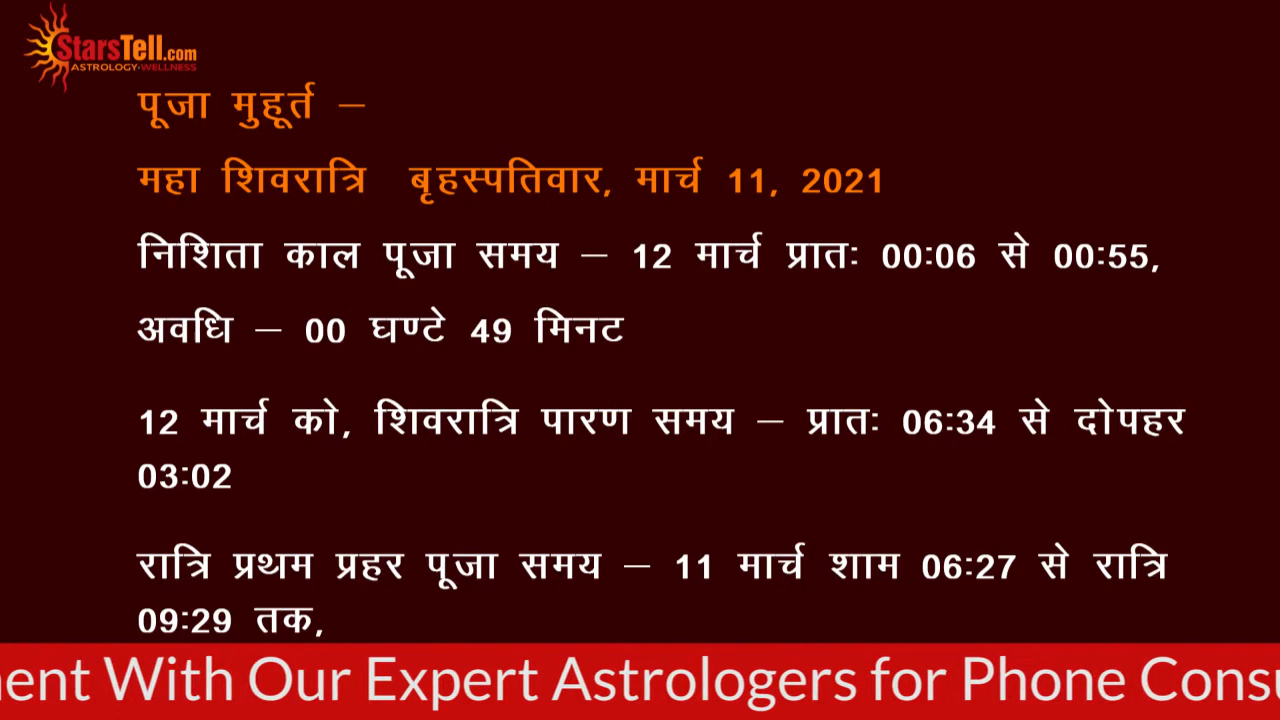 StarsTell.com
ASTROLOGY-WELLNESS
पूजा मुहूर्त –
महा शिवरात्रि बृहस्पतिवार, मार्च 11, 2021
निशिता काल पूजा समय – 12 मार्च प्रातः 00:06 से 00:55,
अवधि – 00 घण्टे 49 मिनट
12 मार्च को, शिवरात्रि पारण समय – प्रातः 06:34 से दोपहर
03:02
रात्रि प्रथम प्रहर पूजा समय – 11 मार्च शाम 06:27 से रात्रि
09:29 तक,
With Our Expert Astrologers for Phone